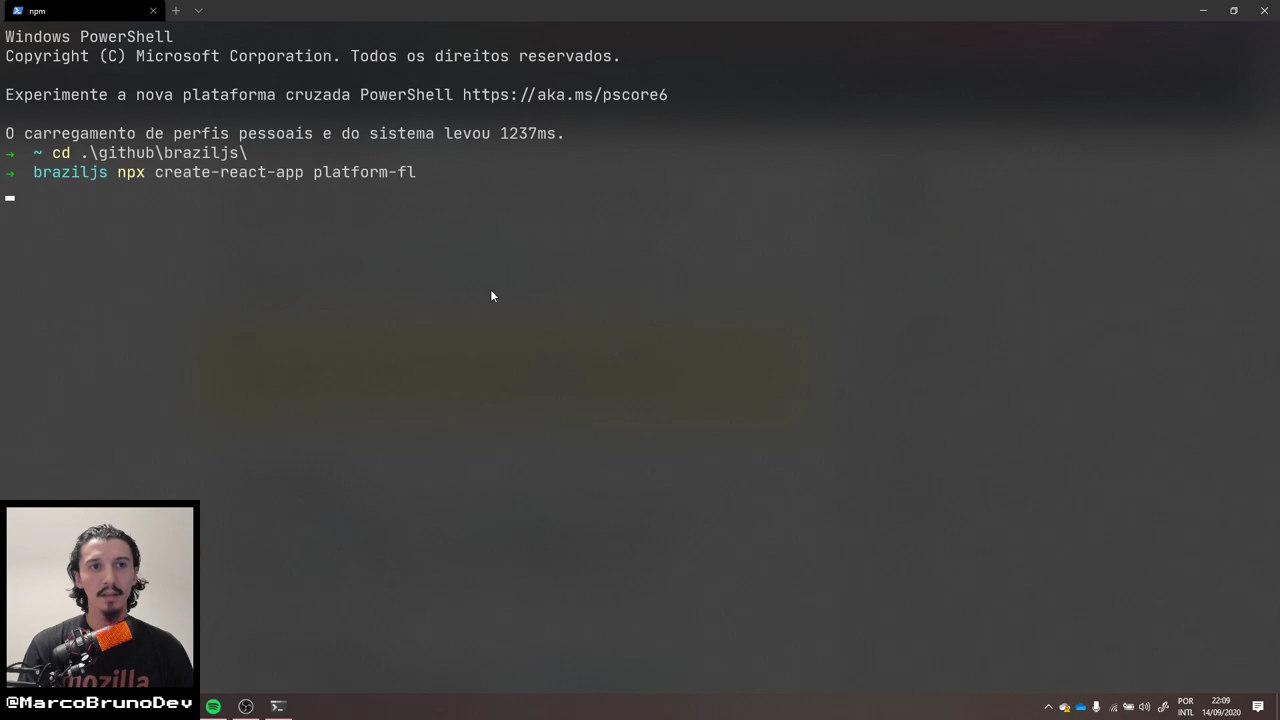 npm
Windows PowerShell
Copyright (C) Microsoft Corporation. Todos os direitos reservados.
Experimente a nova plataforma cruzada PowerShell https://aka.ms/pscore6
O carregamento de perfis pessoais e do sistema levou 1237ms.
→ ~ cd .\github\braziljs\
→ braziljs npx create-react-app platform-fl
mozilla
@MarcoBrunoDev
POR
INTL
22:09
14/09/2020